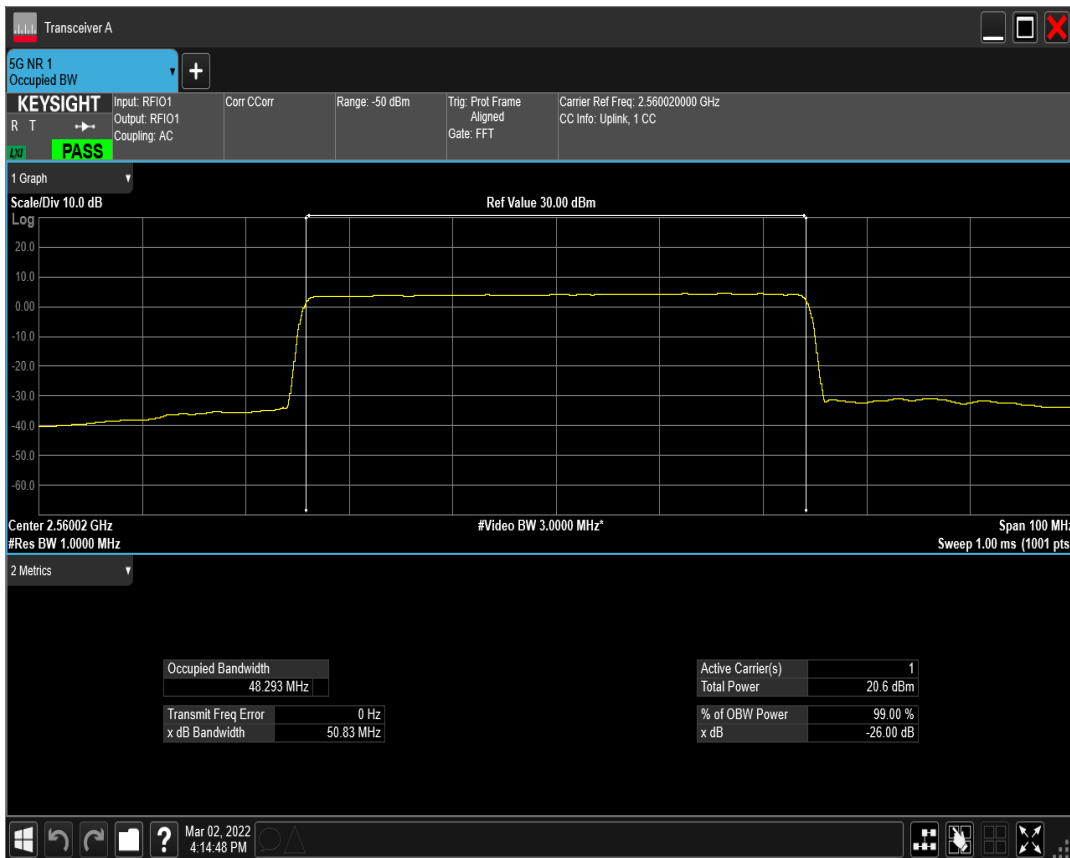 Transceiver A
5G NR 1
Occupied BW
+
KEYSIGHT
R T
LXI
PASS
Input: RFIO1
Output: RFIO1
Coupling: AC
Corr CCorr
Range: -50 dBm
Trig: Prot Frame
Aligned
Gate: FFT
Carrier Ref Freq: 2.560020000 GHz
CC Info: Uplink, 1 CC
1 Graph
Scale/Div 10.0 dB
Ref Value 30.00 dBm
Log
20.0
10.0
0.00
-10.0
-20.0
-30.0
-40.0
-50.0
-60.0
Center 2.56002 GHz
#Video BW 3.0000 MHz*
Span 100 MHz
#Res BW 1.0000 MHz
Sweep 1.00 ms (1001 pts
2 Metrics
Occupied Bandwidth
48.293 MHz
Transmit Freq Error 0 Hz
x dB Bandwidth 50.83 MHz
Active Carrier(s) 1
Total Power 20.6 dBm
% of OBW Power 99.00 %
x dB -26.00 dB
?
Mar 02, 2022
4:14:48 PM